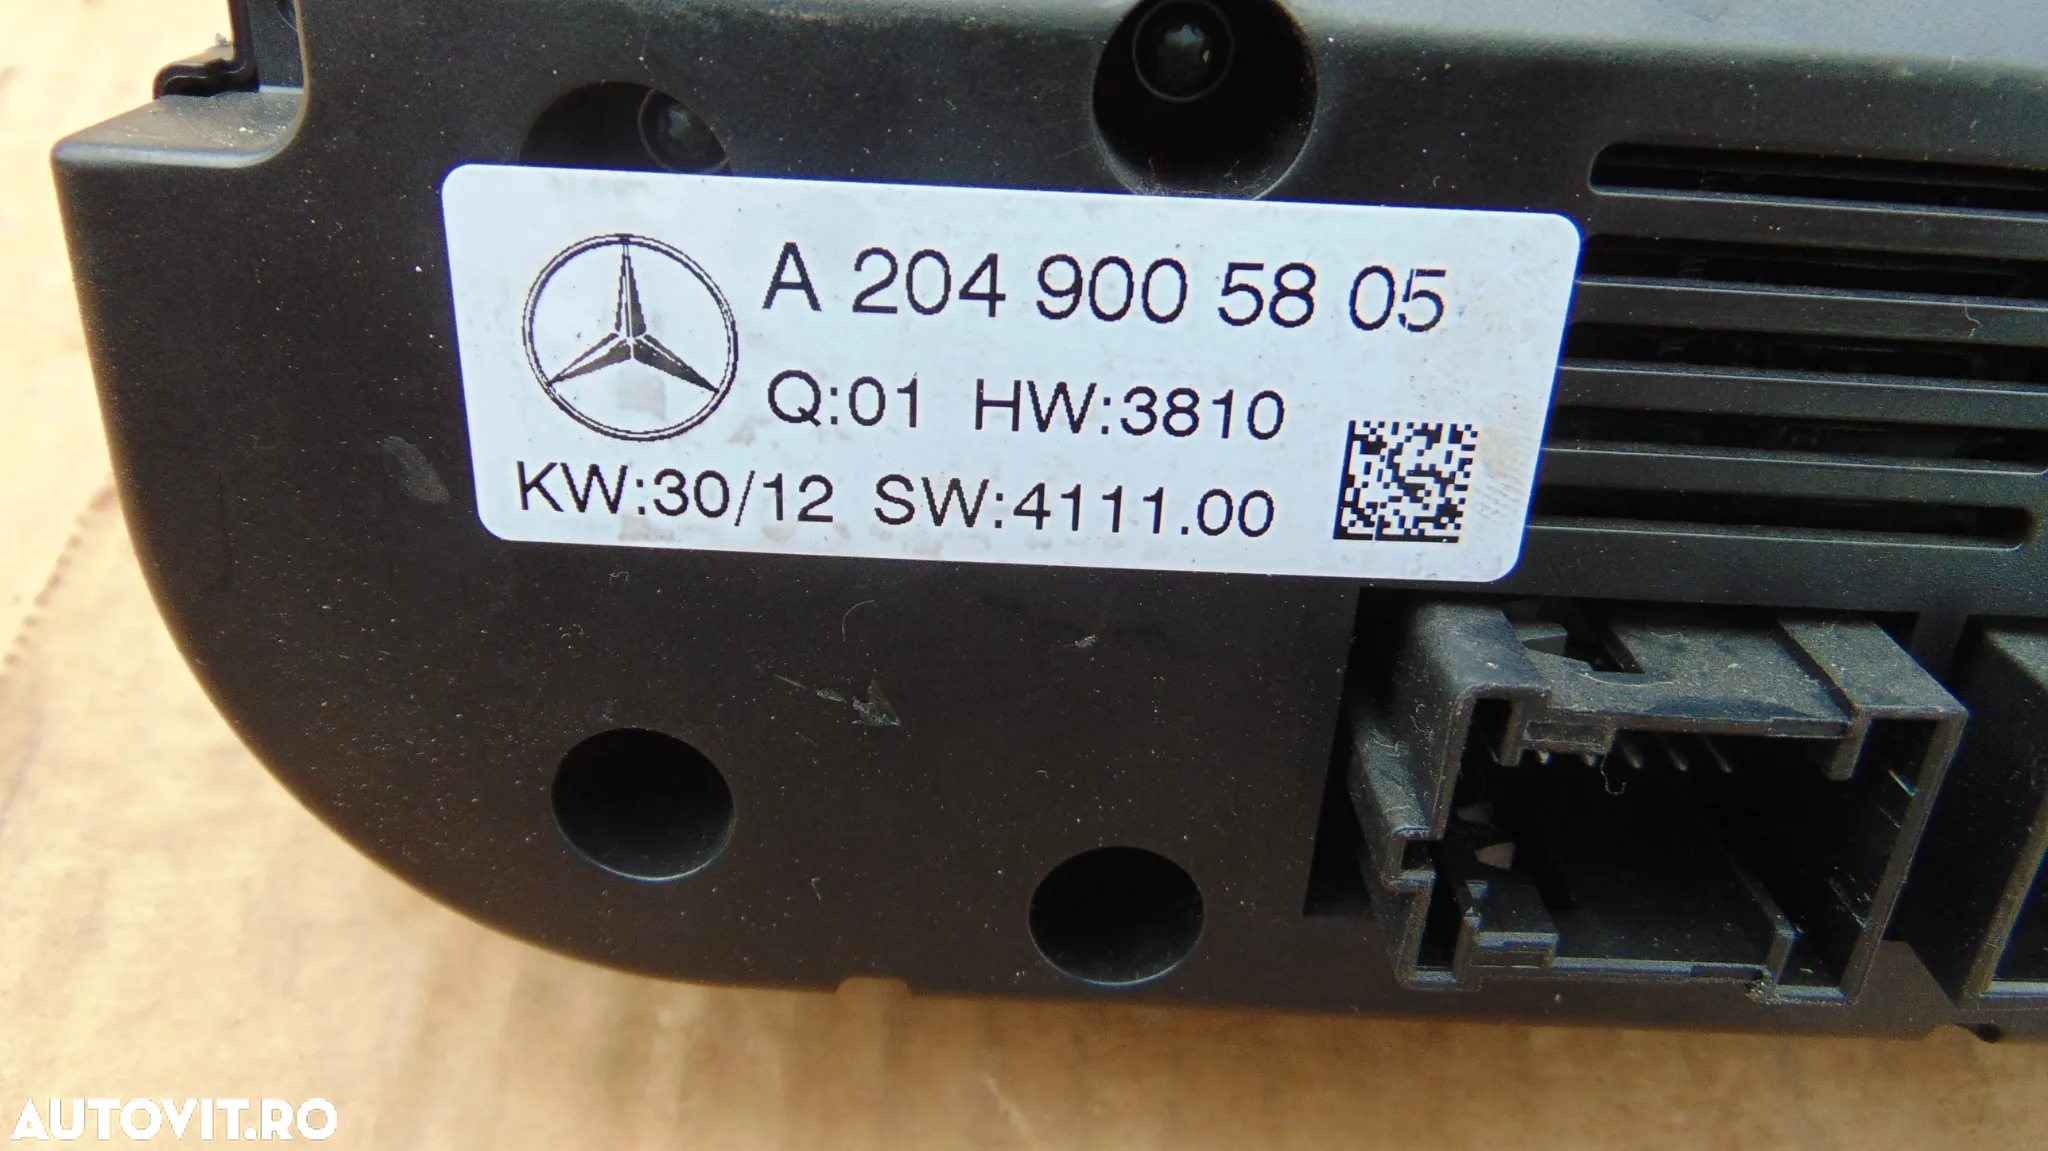 A 204 900 58 05
Q:01 HW:3810
KW:30/12 SW:4111.00
AUTOVIT.RO